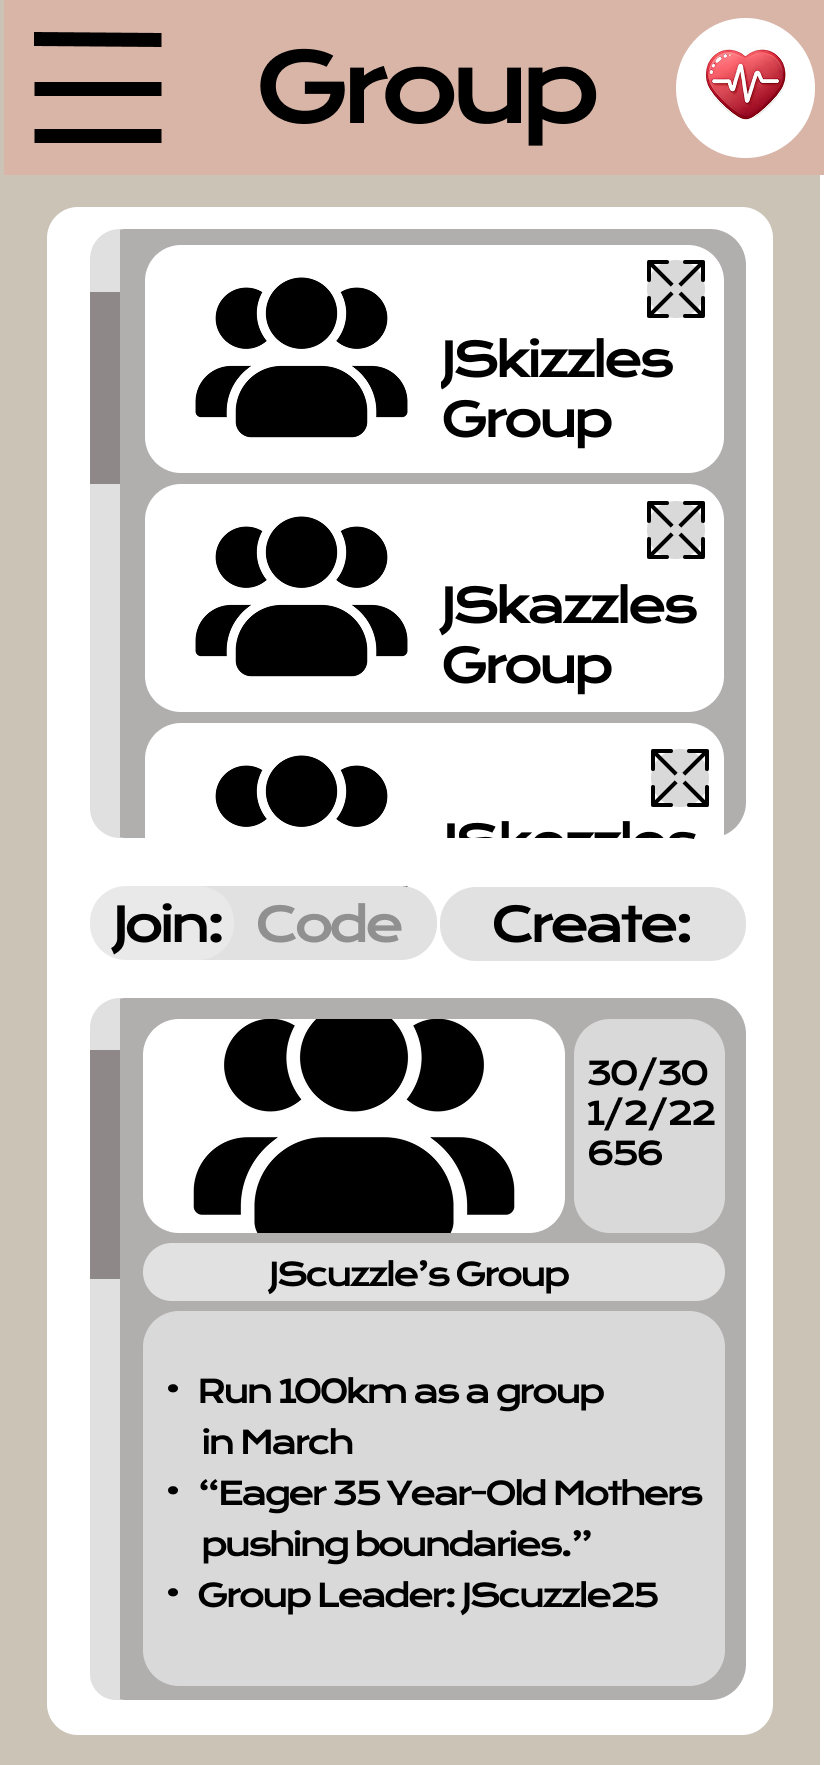 Group
JSkizzles
Group
JSkazzles
Group
Join: Code Create:
30/30
1/2/22
656
JScuzzle’s Group
• Run 100km as a group
in March
• “Eager 35 Year-Old Mothers
pushing boundaries.”
• Group Leader: JScuzzle25